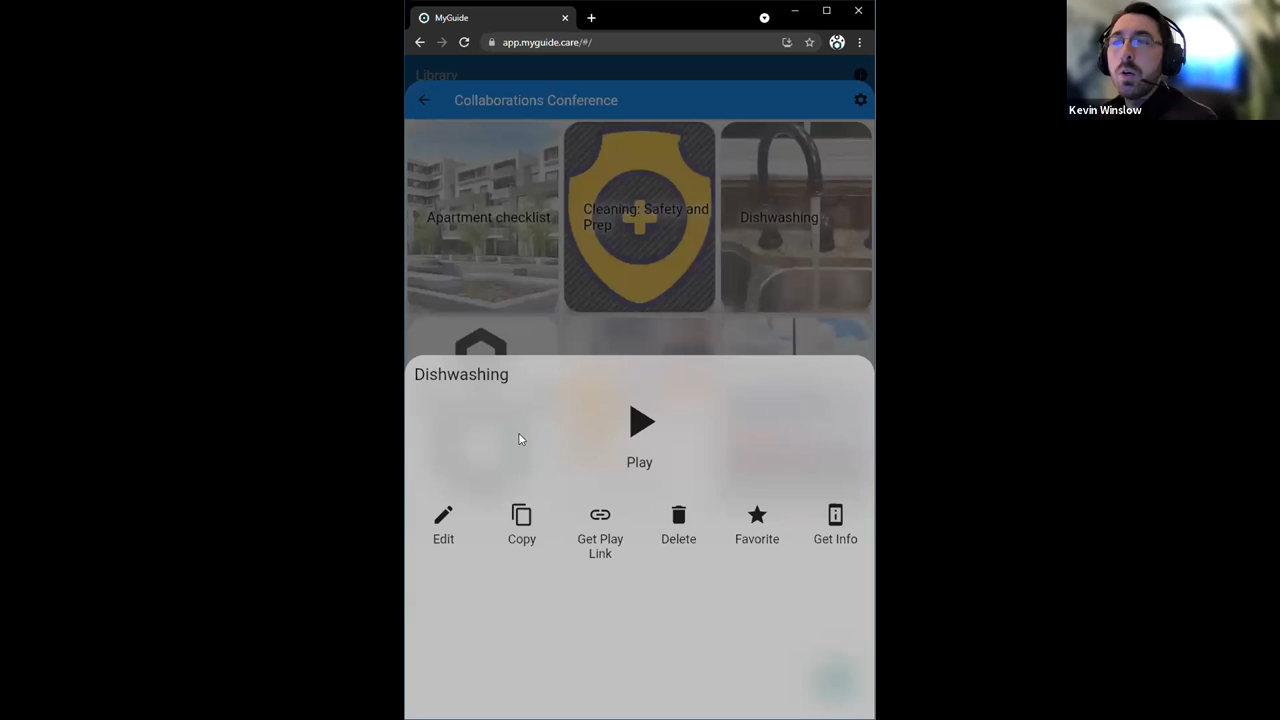 MyGuide
app.myguide.care/#/
Library
Collaborations Conference
Apartment checklist
Cleaning: Safety and
Prep
Dishwashing
Dishwashing
Play
Edit
Copy
Get Play
Link
Delete
Favorite
Get Info
Kevin Winslow